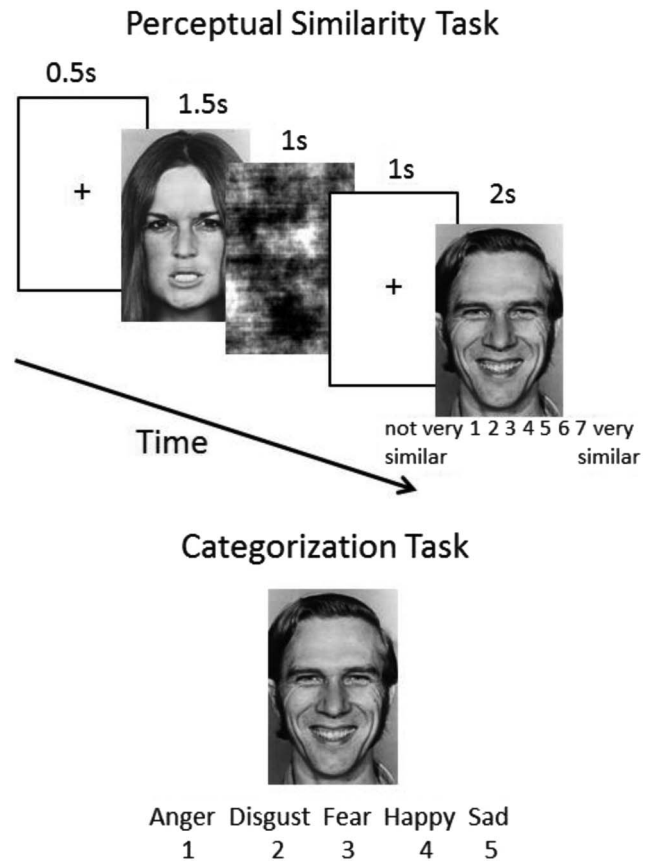 Perceptual Similarity Task
0.5s
1.5s
1s
1s
2s
+
+
not very 1 2 3 4 5 6 7 very
similar similar
Time
Categorization Task
Anger Disgust Fear Happy Sad
1 2 3 4 5